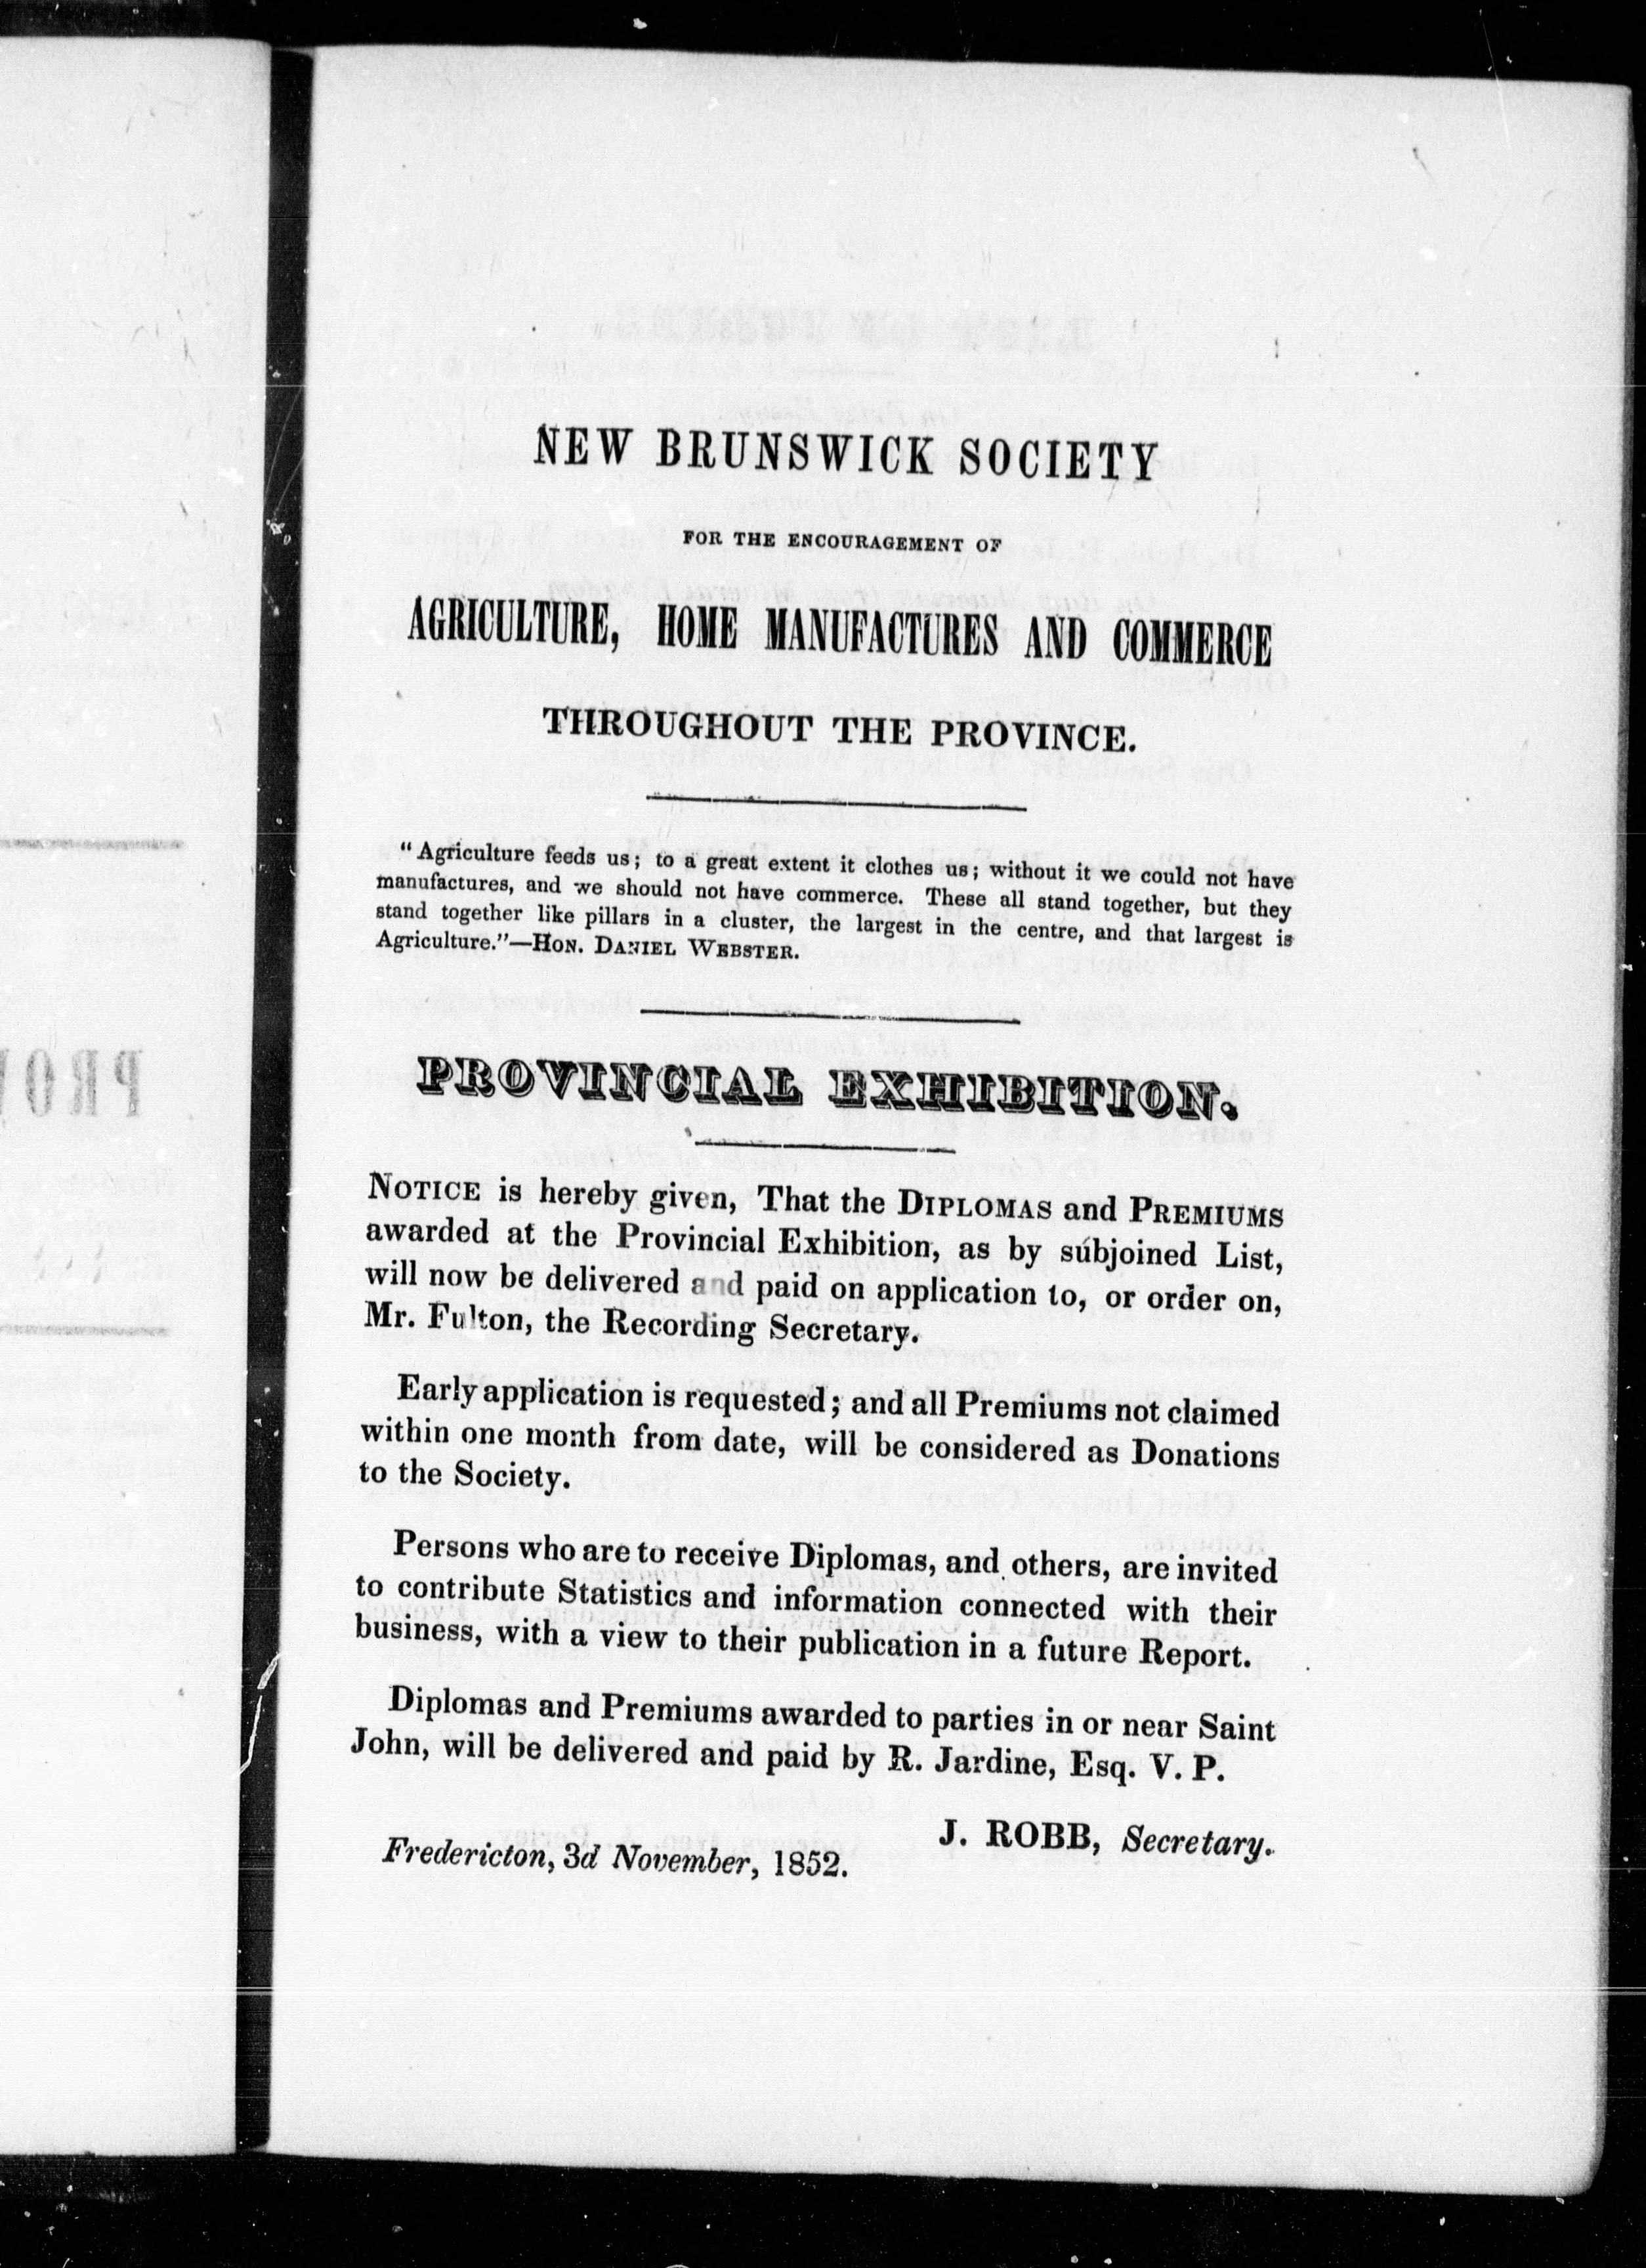 NEW BRUNSWICK SOCIETY
FOR THE ENCOURAGEMENT OF
AGRICULTURE, HOME MANUFACTURES AND COMMERCE
THROUGHOUT THE PROVINCE.
"Agriculture feeds us; to a great extent it clothes us; without it we could not have
manufactures, and we should not have commerce. These all stand together, but they
stand together like pillars in a cluster, the largest in the centre, and that largest is
Agriculture."—HON. DANIEL WEBSTER.
PROVINCIAL EXHIBITION.
NOTICE is hereby given, That the DIPLOMAS and PREMIUMS
awarded at the Provincial Exhibition, as by subjoined List,
will now be delivered and paid on application to, or order on,
Mr. Fulton, the Recording Secretary.
Early application is requested; and all Premiums not claimed
within one month from date, will be considered as Donations
to the Society.
Persons who are to receive Diplomas, and others, are invited
to contribute Statistics and information connected with their
business, with a view to their publication in a future Report.
Diplomas and Premiums awarded to parties in or near Saint
John, will be delivered and paid by R. Jardine, Esq. V. P.
J. ROBB, Secretary.
Fredericton, 3d November, 1852.